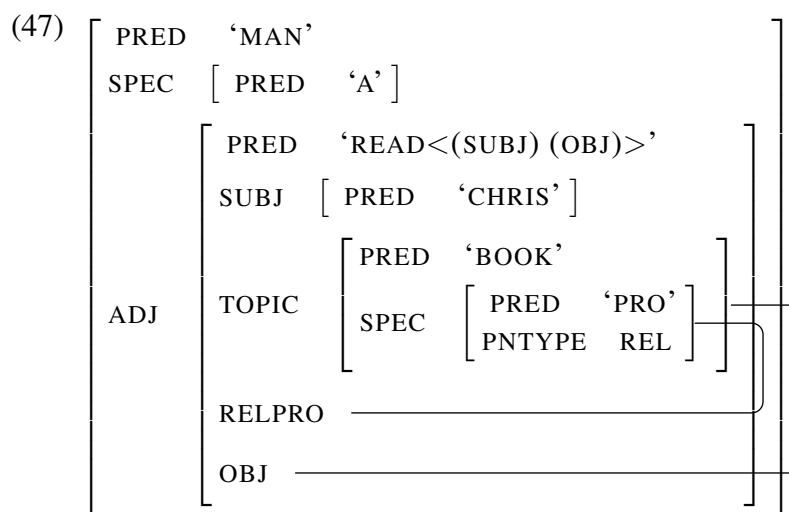 (47)
PRED ‘MAN’
SPEC [ PRED ‘A’ ]
PRED ‘READ<(SUBJ) (OBJ)>’
SUBJ [ PRED ‘CHRIS’ ]
PRED ‘BOOK’
ADJ TOPIC SPEC PRED ‘PRO’
PNTYPE REL
RELPRO
OBJ